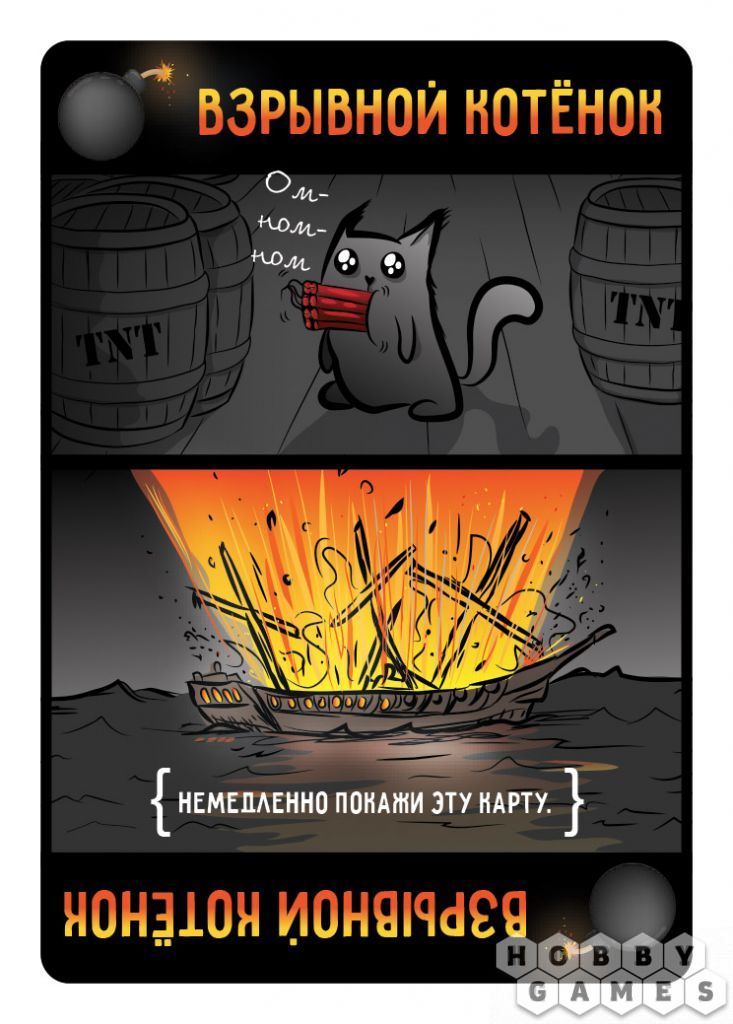 ВЗРЫВНОЙ КОТЁНОК
Ом-
ном-
ном
TNT
TNT
{ НЕМЕДЛЕННО ПОКАЖИ ЭТУ КАРТУ. }
ВЗРЫВНОЙ КОТЁНОК
HOBBY
GAMES